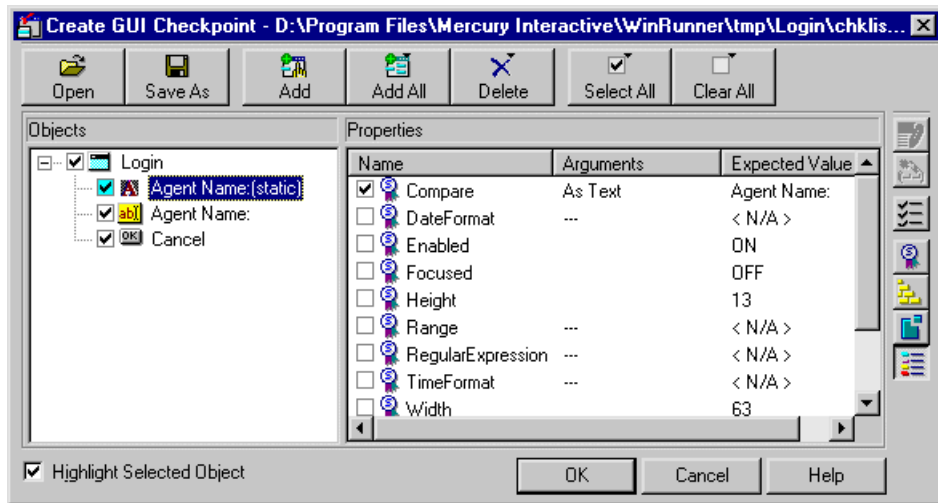 Create GUI Checkpoint - D:\Program Files\Mercury Interactive\WinRunner\tmp\Login\chklis...
Open Save As Add Add All Delete Select All Clear All
Objects Properties
Login
Agent Name:(static)
Agent Name:
Cancel
Name Arguments Expected Value
Compare As Text Agent Name:
DateFormat --- < N/A >
Enabled ON
Focused OFF
Height 13
Range --- < N/A >
RegularExpression --- < N/A >
TimeFormat --- < N/A >
Width 63
Highlight Selected Object OK Cancel Help